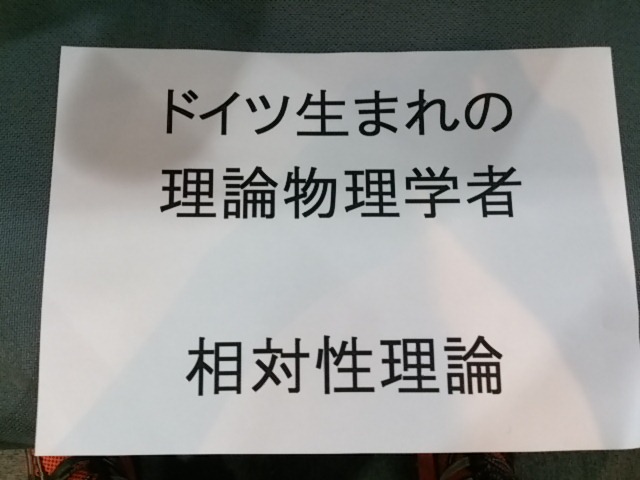 ドイツ生まれの
理論物理学者
相対性理論